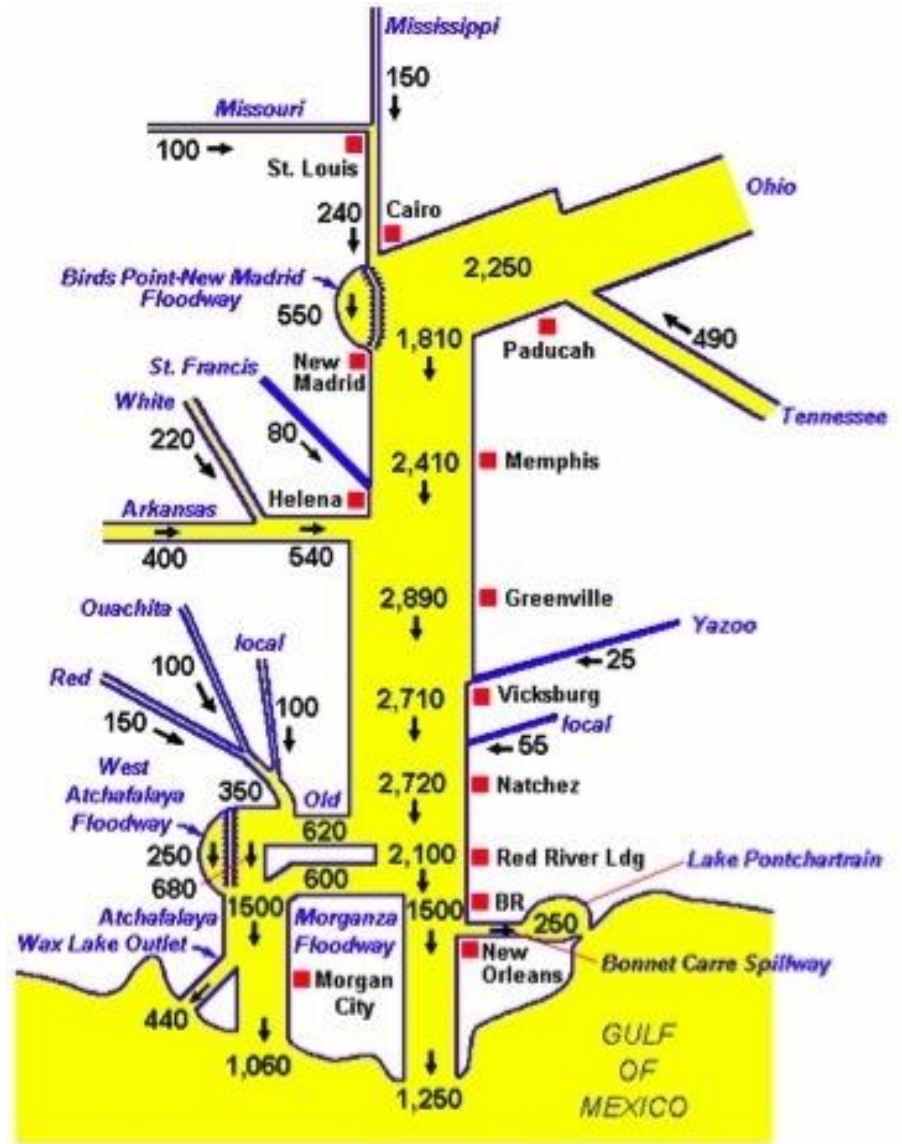 Mississippi
150
Missouri
100
St. Louis
240
Cairo
Ohio
2,250
Birds Point-New Madrid
Floodway
550
1,810
Paducah
490
Tennessee
New
Madrid
St. Francis
White
220
80
2,410
Memphis
Helena
Arkansas
400
540
2,890
Greenville
Ouachita
local
Yazoo
25
Red
100
150
100
2,710
Vicksburg
local
55
West
Atchafalaya
Floodway
350
Old
2,720
Natchez
620
250
680
2,100
Red River Ldg
Lake Pontchartrain
600
Atchafalaya
1500
Morganza
Floodway
1500
BR
250
Wax Lake Outlet
New
Orleans
Bonnet Carre Spillway
Morgan
City
440
1,060
1,250
GULF
OF
MEXICO